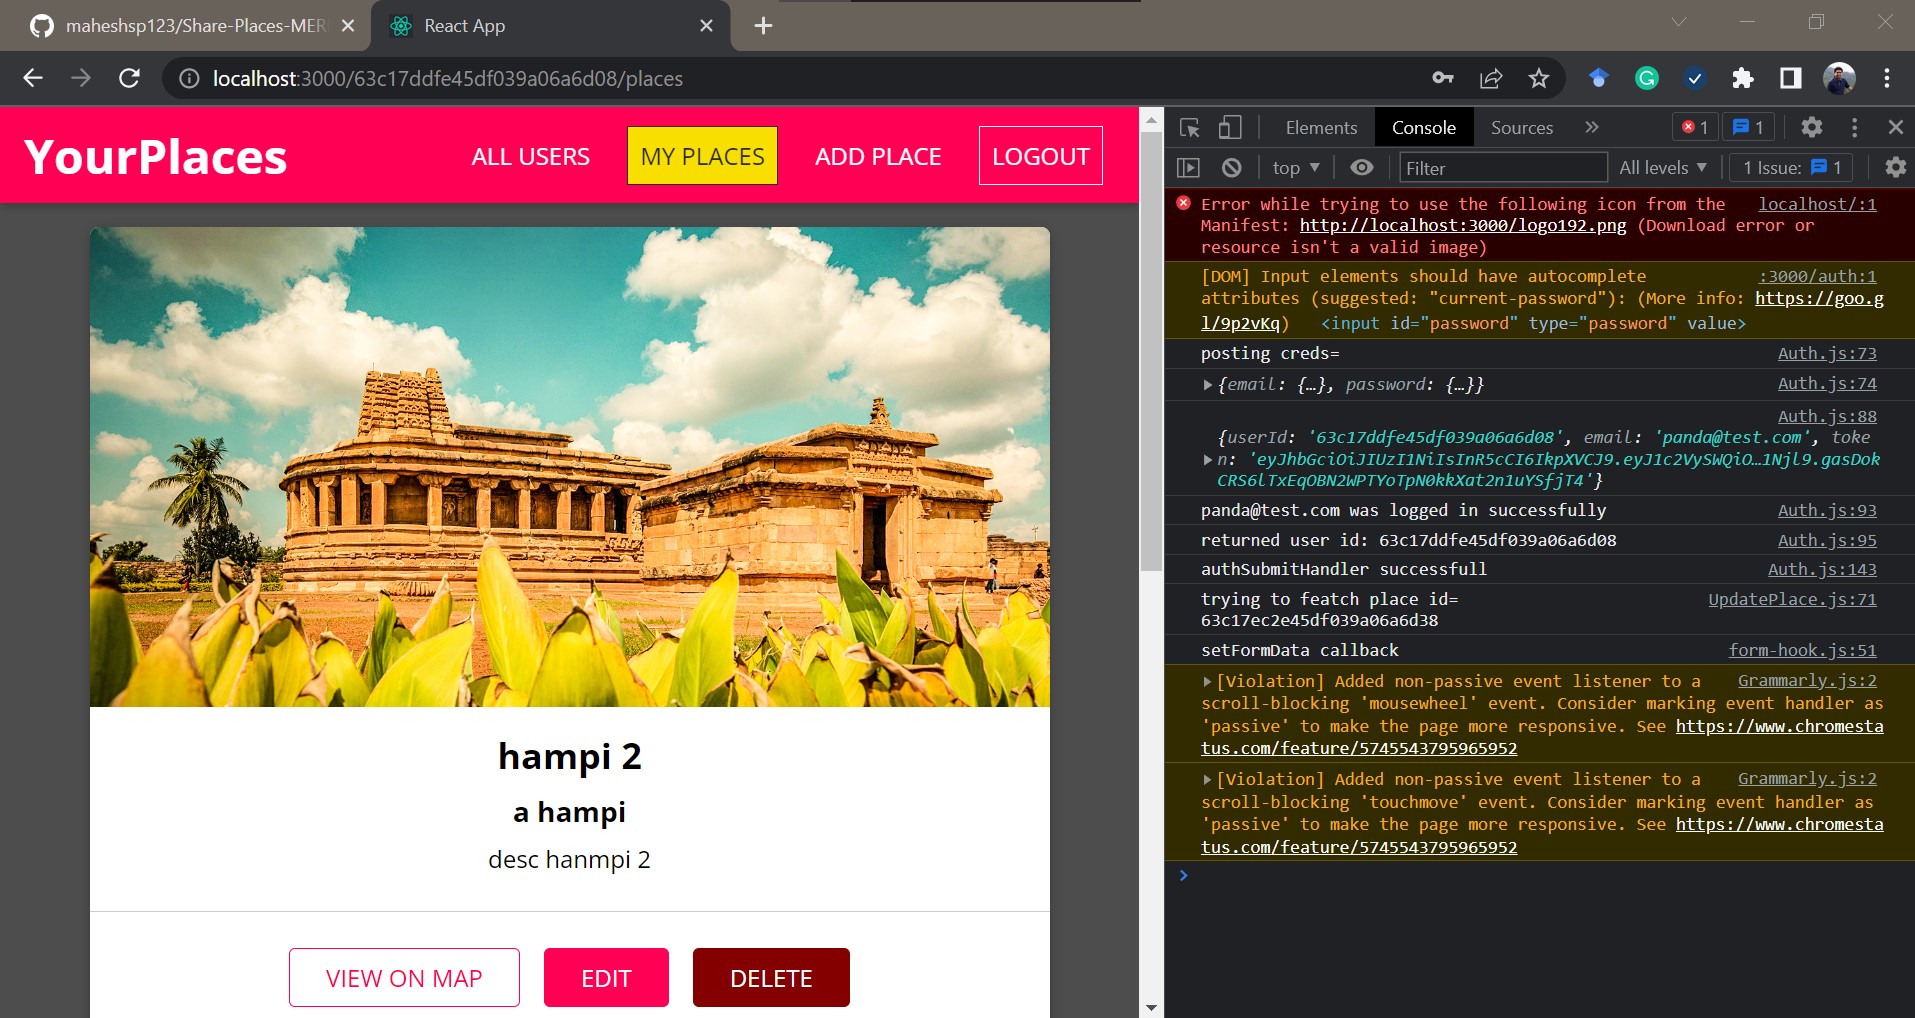 maheshsp123/Share-Places-MER
React App
localhost:3000/63c17ddfe45df039a06a6d08/places
YourPlaces
ALL USERS
MY PLACES
ADD PLACE
LOGOUT
hampi 2
a hampi
desc hanmpi 2
VIEW ON MAP
EDIT
DELETE
Elements
Console
Sources
1
1
top
Filter
All levels
1 Issue:
1
Error while trying to use the following icon from the localhost/:1
Manifest: http://localhost:3000/logo192.png (Download error or
resource isn't a valid image)
[DOM] Input elements should have autocomplete :3000/auth:1
attributes (suggested: "current-password"): (More info: https://goo.g
l/9p2vKq) <input id="password" type="password" value>
posting creds= Auth.js:73
{email: {…}, password: {…}} Auth.js:74
Auth.js:88
{userId: '63c17ddfe45df039a06a6d08', email: 'panda@test.com', toke
n: 'eyJhbGciOiJIUzI1NiIsInR5cCI6IkpXVCJ9.eyJ1c2VySWQiO…1Njl9.gasDok
CRS6lTxEqOBN2WPTYoTpN0kkXat2n1uYSfjT4'}
panda@test.com was logged in successfully Auth.js:93
returned user id: 63c17ddfe45df039a06a6d08 Auth.js:95
authSubmitHandler successfull Auth.js:143
trying to featch place id= UpdatePlace.js:71
63c17ec2e45df039a06a6d38
setFormData callback form-hook.js:51
[Violation] Added non-passive event listener to a Grammarly.js:2
scroll-blocking 'mousewheel' event. Consider marking event handler as
'passive' to make the page more responsive. See https://www.chromesta
tus.com/feature/5745543795965952
[Violation] Added non-passive event listener to a Grammarly.js:2
scroll-blocking 'touchmove' event. Consider marking event handler as
'passive' to make the page more responsive. See https://www.chromesta
tus.com/feature/5745543795965952